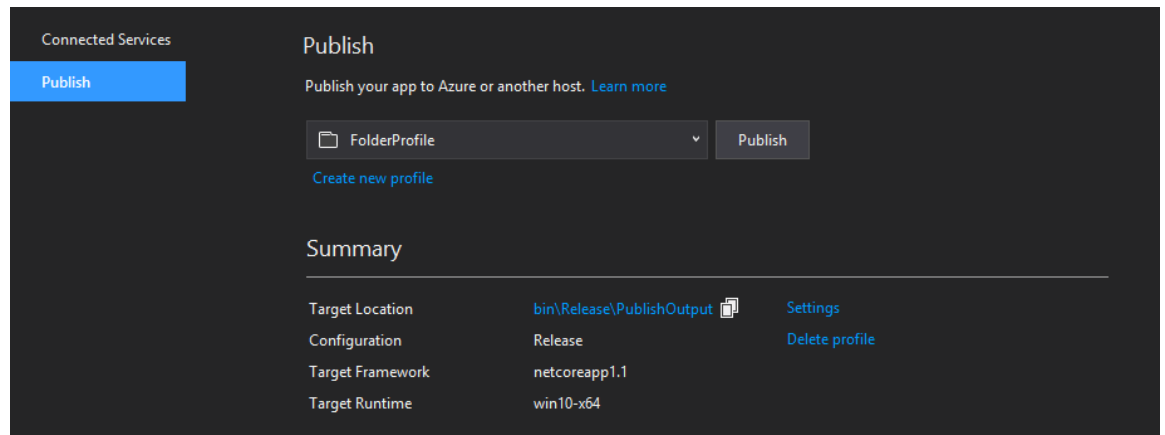 Connected Services
Publish
Publish
Publish your app to Azure or another host. Learn more
FolderProfile
Publish
Create new profile
Summary
Target Location bin\Release\PublishOutput Settings
Configuration Release Delete profile
Target Framework netcoreapp1.1
Target Runtime win10-x64